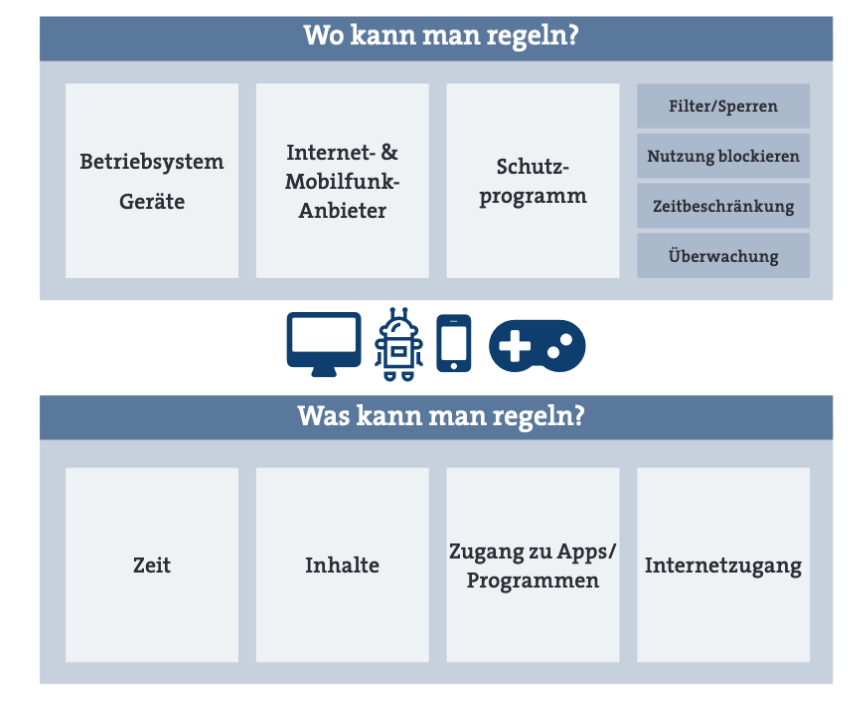 Wo kann man regeln?
Betriebsystem
Geräte
Internet- &
Mobilfunk-
Anbieter
Schutz-
programm
Filter/Sperren
Nutzung blockieren
Zeitbeschränkung
Überwachung
Was kann man regeln?
Zeit
Inhalte
Zugang zu Apps/
Programmen
Internetzugang